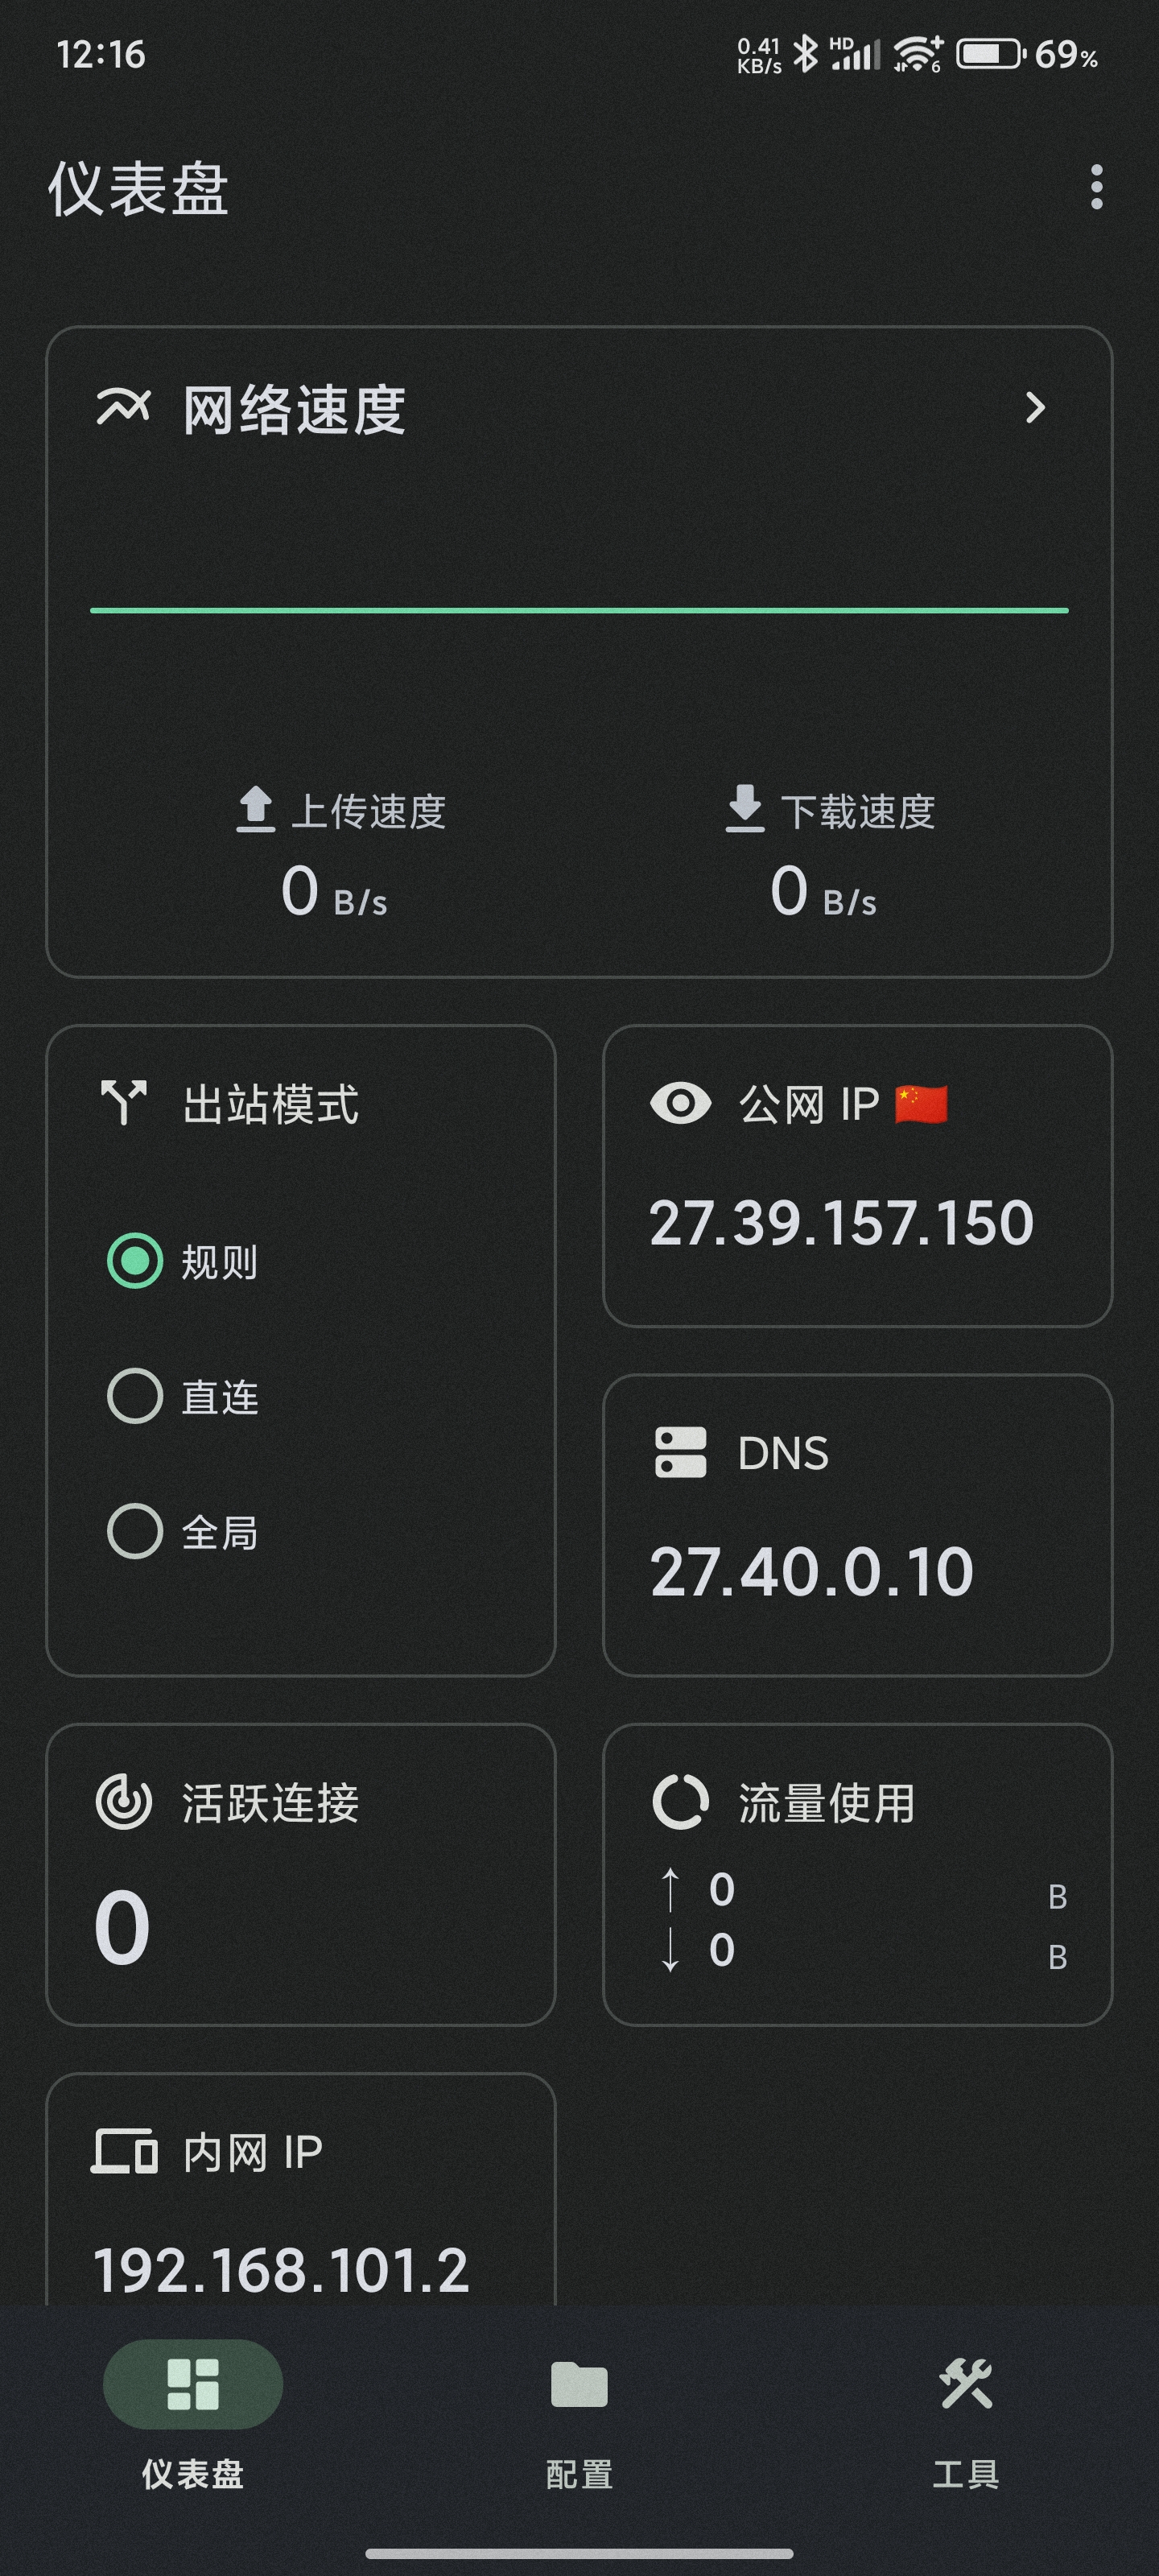 12:16
0.41 KB/s HD 6 69%
仪表盘
网络速度
上传速度 下载速度
0 B/s 0 B/s
出站模式
规则
直连
全局
公网 IP 🇨🇳
27.39.157.150
DNS
27.40.0.10
活跃连接
0
流量使用
↑ 0 B
↓ 0 B
内网 IP
192.168.101.2
仪表盘 配置 工具